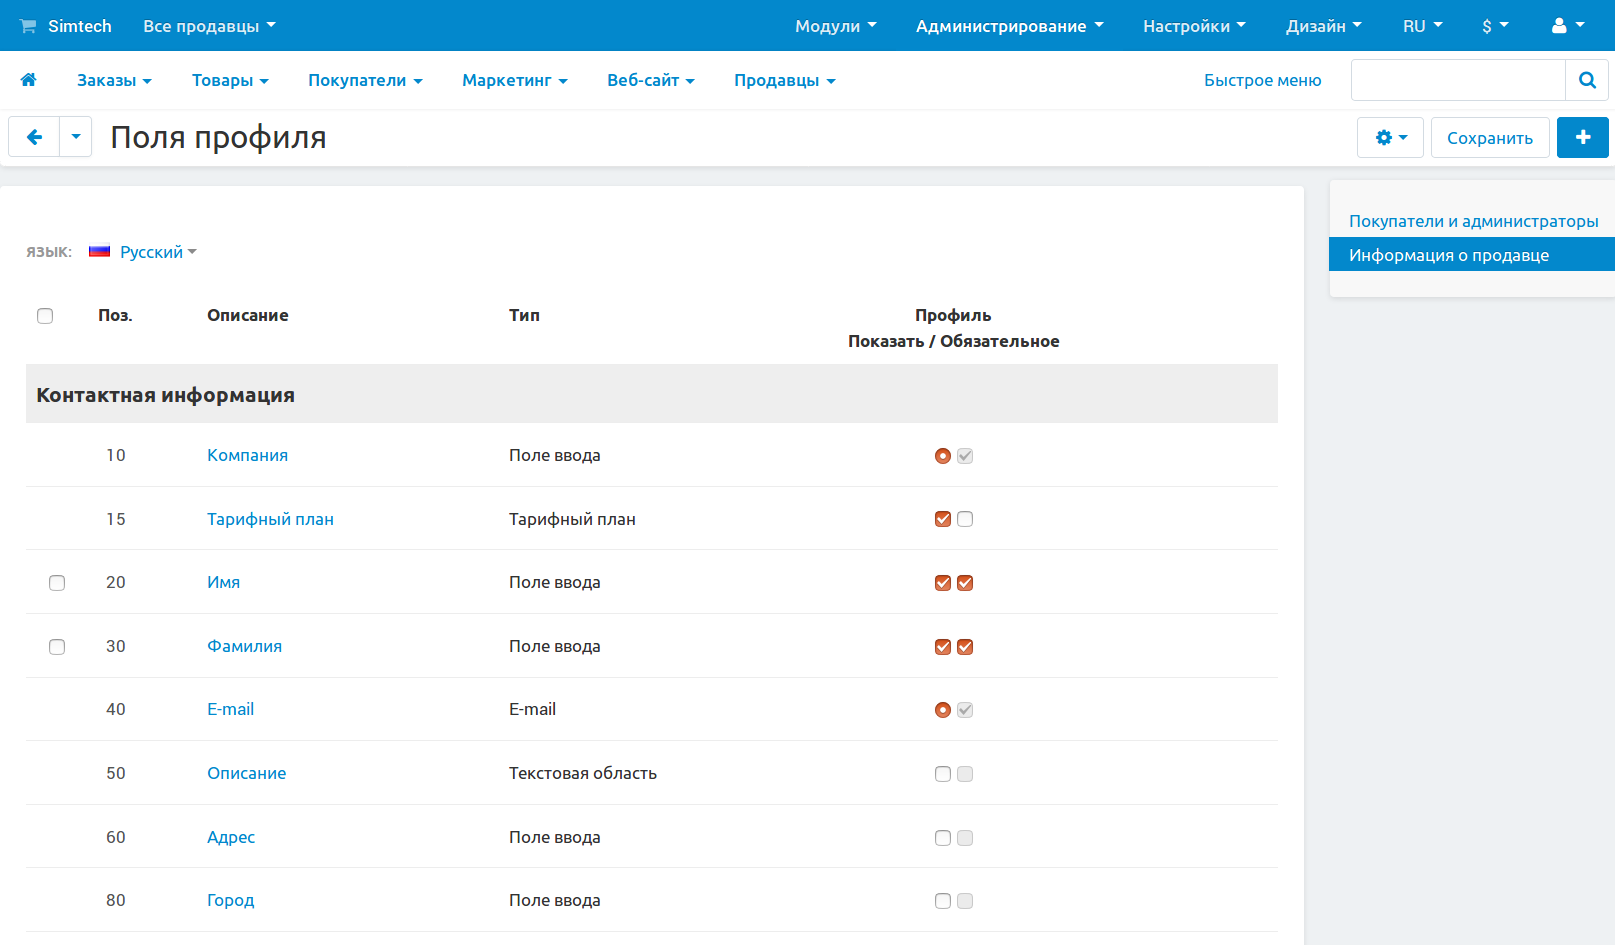 Simtech Все продавцы Модули Администрирование Настройки Дизайн RU $
Заказы Товары Покупатели Маркетинг Веб-сайт Продавцы Быстрое меню
Поля профиля Сохранить
Покупатели и администраторы
Информация о продавце
ЯЗЫК: Русский
Поз. Описание Тип Профиль
Показать / Обязательное
Контактная информация
10 Компания Поле ввода
15 Тарифный план Тарифный план
20 Имя Поле ввода
30 Фамилия Поле ввода
40 E-mail E-mail
50 Описание Текстовая область
60 Адрес Поле ввода
80 Город Поле ввода